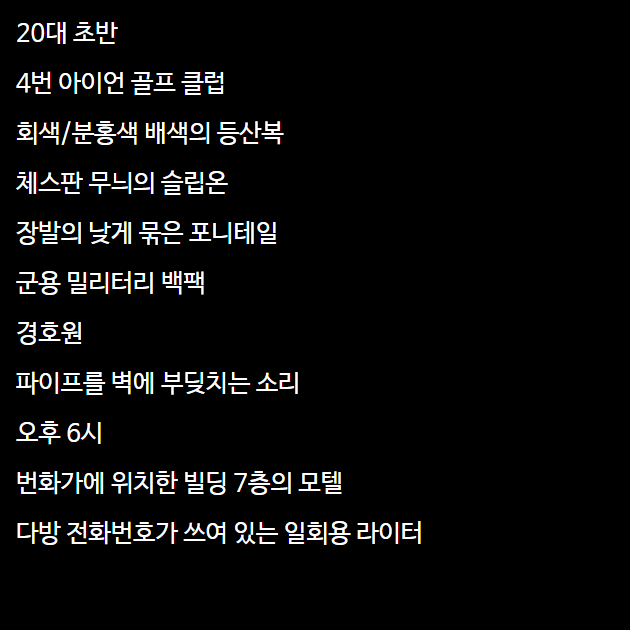 20대 초반
4번 아이언 골프 클럽
회색/분홍색 배색의 등산복
체스판 무늬의 슬립온
장발의 낮게 묶은 포니테일
군용 밀리터리 백팩
경호원
파이프를 벽에 부딪치는 소리
오후 6시
번화가에 위치한 빌딩 7층의 모텔
다방 전화번호가 쓰여 있는 일회용 라이터